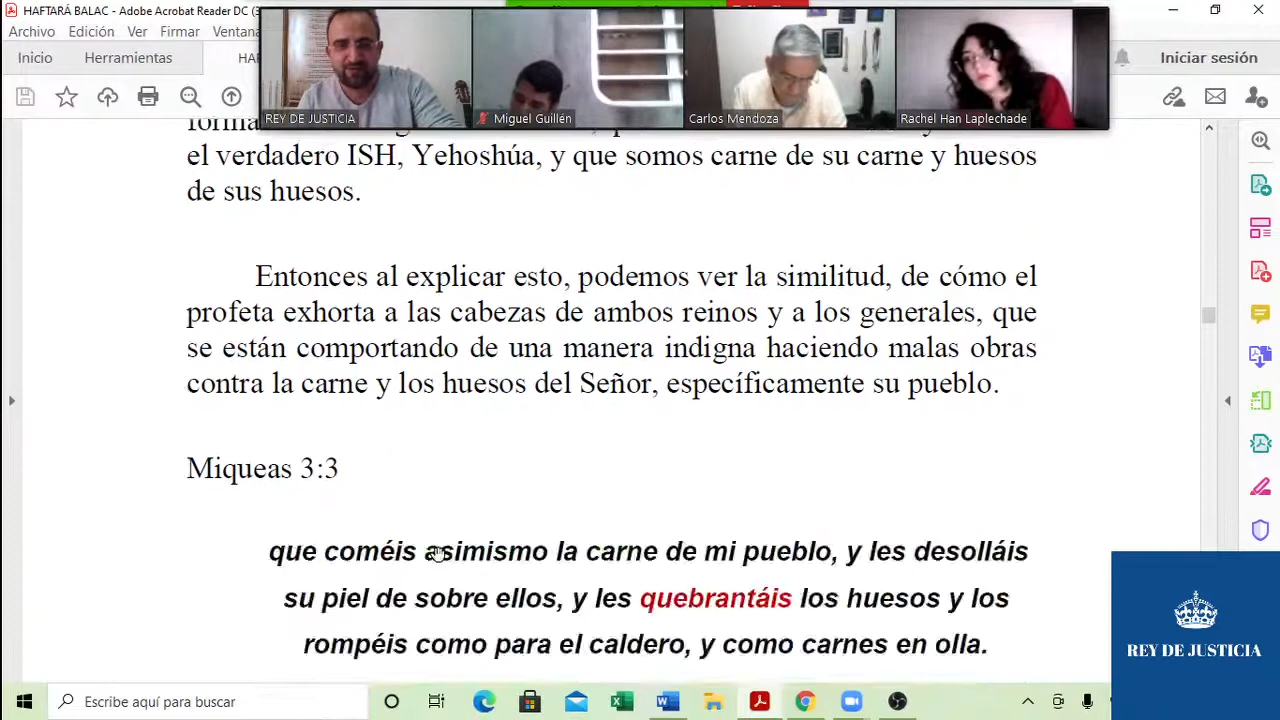 HAFTARÁ BALAC - Adobe Acrobat Reader DC (3
Archivo Edición Ver Firmar Ventana
Inicio Herramientas
Iniciar sesión
REY DE JUSTICIA
Miguel Guillén
Carlos Mendoza
Rachel Han Laplechade
el verdadero ISH, Yehoshúa, y que somos carne de su carne y huesos
de sus huesos.
Entonces al explicar esto, podemos ver la similitud, de cómo el
profeta exhorta a las cabezas de ambos reinos y a los generales, que
se están comportando de una manera indigna haciendo malas obras
contra la carne y los huesos del Señor, específicamente su pueblo.
Miqueas 3:3
que coméis asimismo la carne de mi pueblo, y les desolláis
su piel de sobre ellos, y les quebrantáis los huesos y los
rompéis como para el caldero, y como carnes en olla.
REY DE JUSTICIA
Escribe aquí para buscar